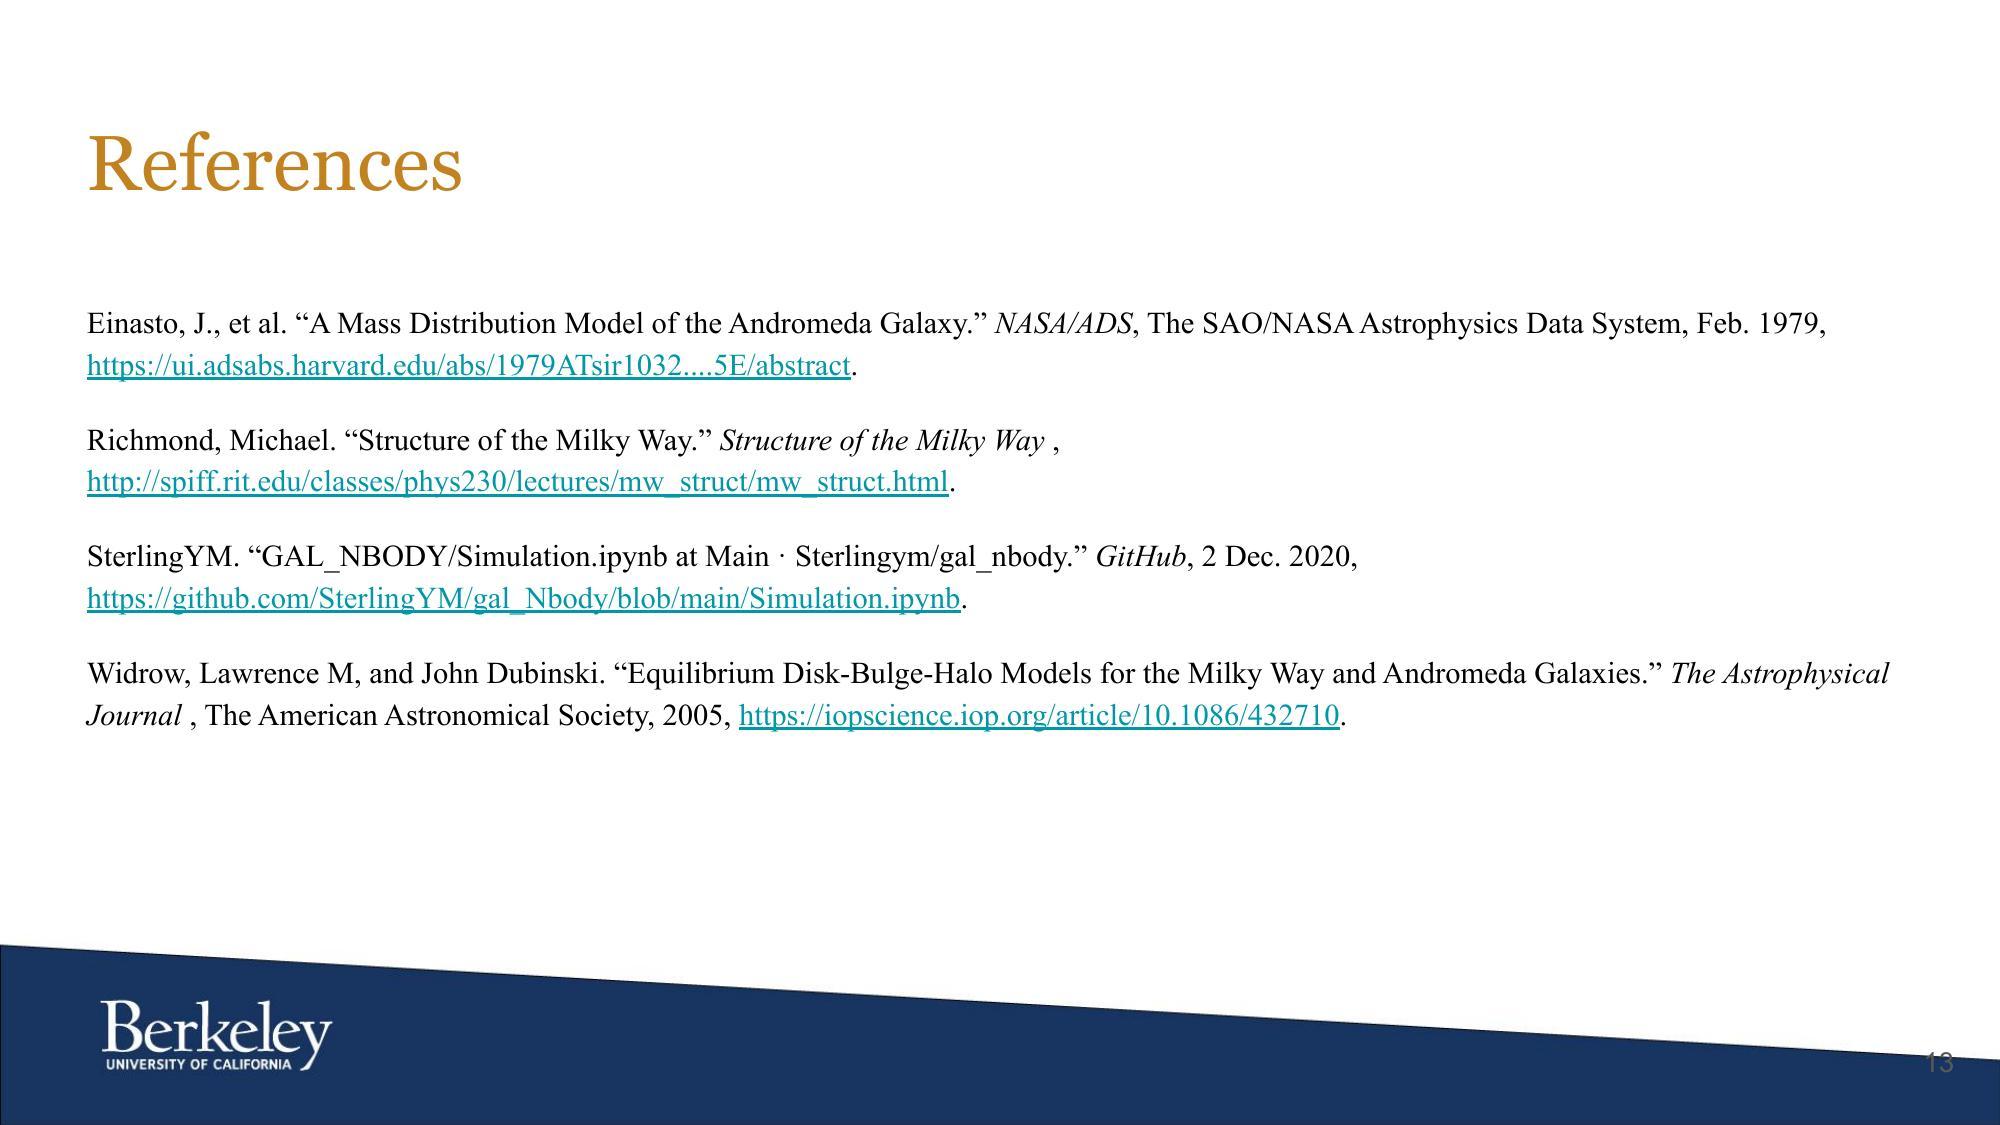 References
Einasto, J., et al. “A Mass Distribution Model of the Andromeda Galaxy.” NASA/ADS, The SAO/NASA Astrophysics Data System, Feb. 1979,
https://ui.adsabs.harvard.edu/abs/1979ATsir1032....5E/abstract.
Richmond, Michael. “Structure of the Milky Way.” Structure of the Milky Way ,
http://spiff.rit.edu/classes/phys230/lectures/mw_struct/mw_struct.html.
SterlingYM. “GAL_NBODY/Simulation.ipynb at Main · Sterlingym/gal_nbody.” GitHub, 2 Dec. 2020,
https://github.com/SterlingYM/gal_Nbody/blob/main/Simulation.ipynb.
Widrow, Lawrence M, and John Dubinski. “Equilibrium Disk-Bulge-Halo Models for the Milky Way and Andromeda Galaxies.” The Astrophysical
Journal , The American Astronomical Society, 2005, https://iopscience.iop.org/article/10.1086/432710.
Berkeley
UNIVERSITY OF CALIFORNIA
13